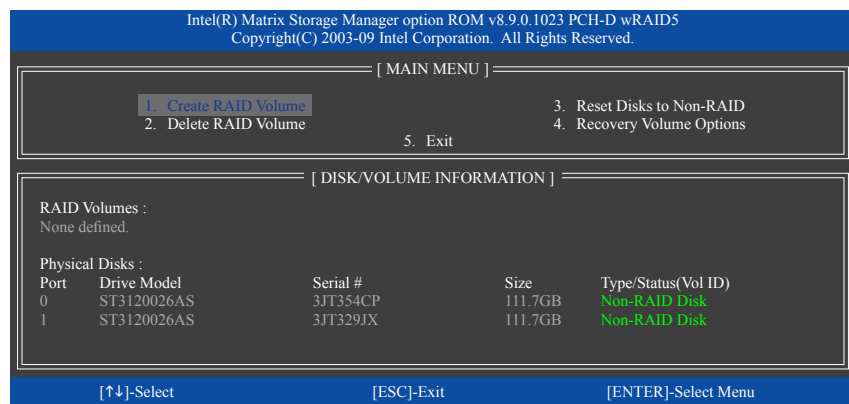 Intel(R) Matrix Storage Manager option ROM v8.9.0.1023 PCH-D wRAID5
Copyright(C) 2003-09 Intel Corporation. All Rights Reserved.
[ MAIN MENU ]
1. Create RAID Volume
2. Delete RAID Volume
3. Reset Disks to Non-RAID
4. Recovery Volume Options
5. Exit
[ DISK/VOLUME INFORMATION ]
RAID Volumes :
None defined.
Physical Disks :
Port Drive Model Serial # Size Type/Status(Vol ID)
0 ST3120026AS 3JT354CP 111.7GB Non-RAID Disk
1 ST3120026AS 3JT329JX 111.7GB Non-RAID Disk
[↑↓]-Select [ESC]-Exit [ENTER]-Select Menu